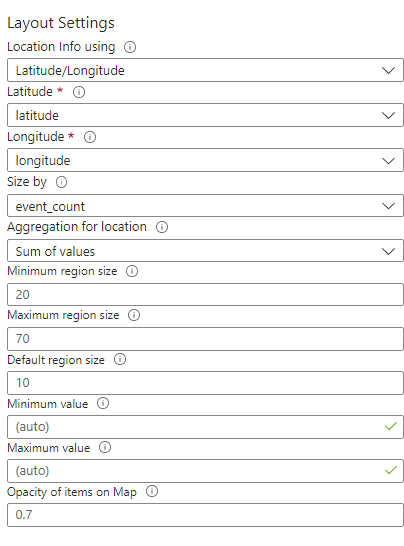 Layout Settings
Location Info using
Latitude/Longitude
Latitude *
latitude
Longitude *
longitude
Size by
event_count
Aggregation for location
Sum of values
Minimum region size
20
Maximum region size
70
Default region size
10
Minimum value
(auto)
Maximum value
(auto)
Opacity of items on Map
0.7